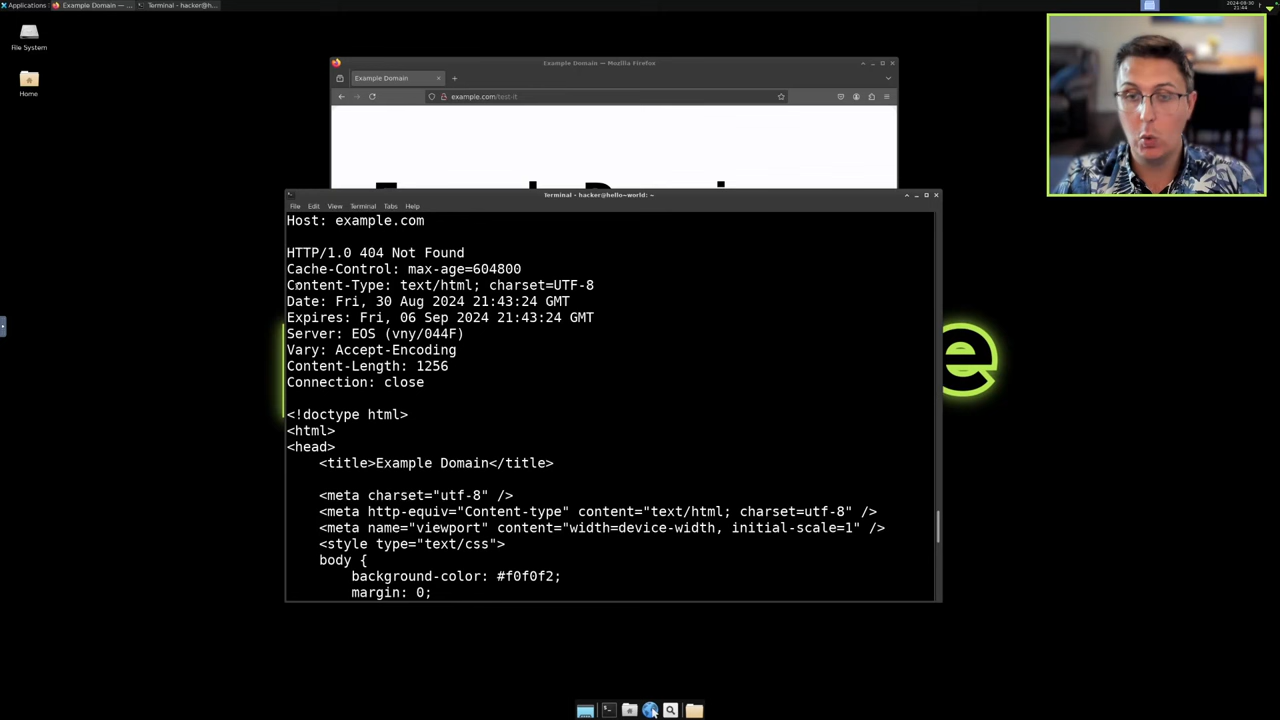 Applications
Example Domain — ...
Terminal - hacker@h...
2024-08-30
21:44
File System
Home
Example Domain — Mozilla Firefox
Example Domain
example.com/test-it
Terminal - hacker@hello-world: ~
File Edit View Terminal Tabs Help
Host: example.com
HTTP/1.0 404 Not Found
Cache-Control: max-age=604800
Content-Type: text/html; charset=UTF-8
Date: Fri, 30 Aug 2024 21:43:24 GMT
Expires: Fri, 06 Sep 2024 21:43:24 GMT
Server: EOS (vny/044F)
Vary: Accept-Encoding
Content-Length: 1256
Connection: close
<!doctype html>
<html>
<head>
<title>Example Domain</title>
<meta charset="utf-8" />
<meta http-equiv="Content-type" content="text/html; charset=utf-8" />
<meta name="viewport" content="width=device-width, initial-scale=1" />
<style type="text/css">
body {
background-color: #f0f0f2;
margin: 0;
e